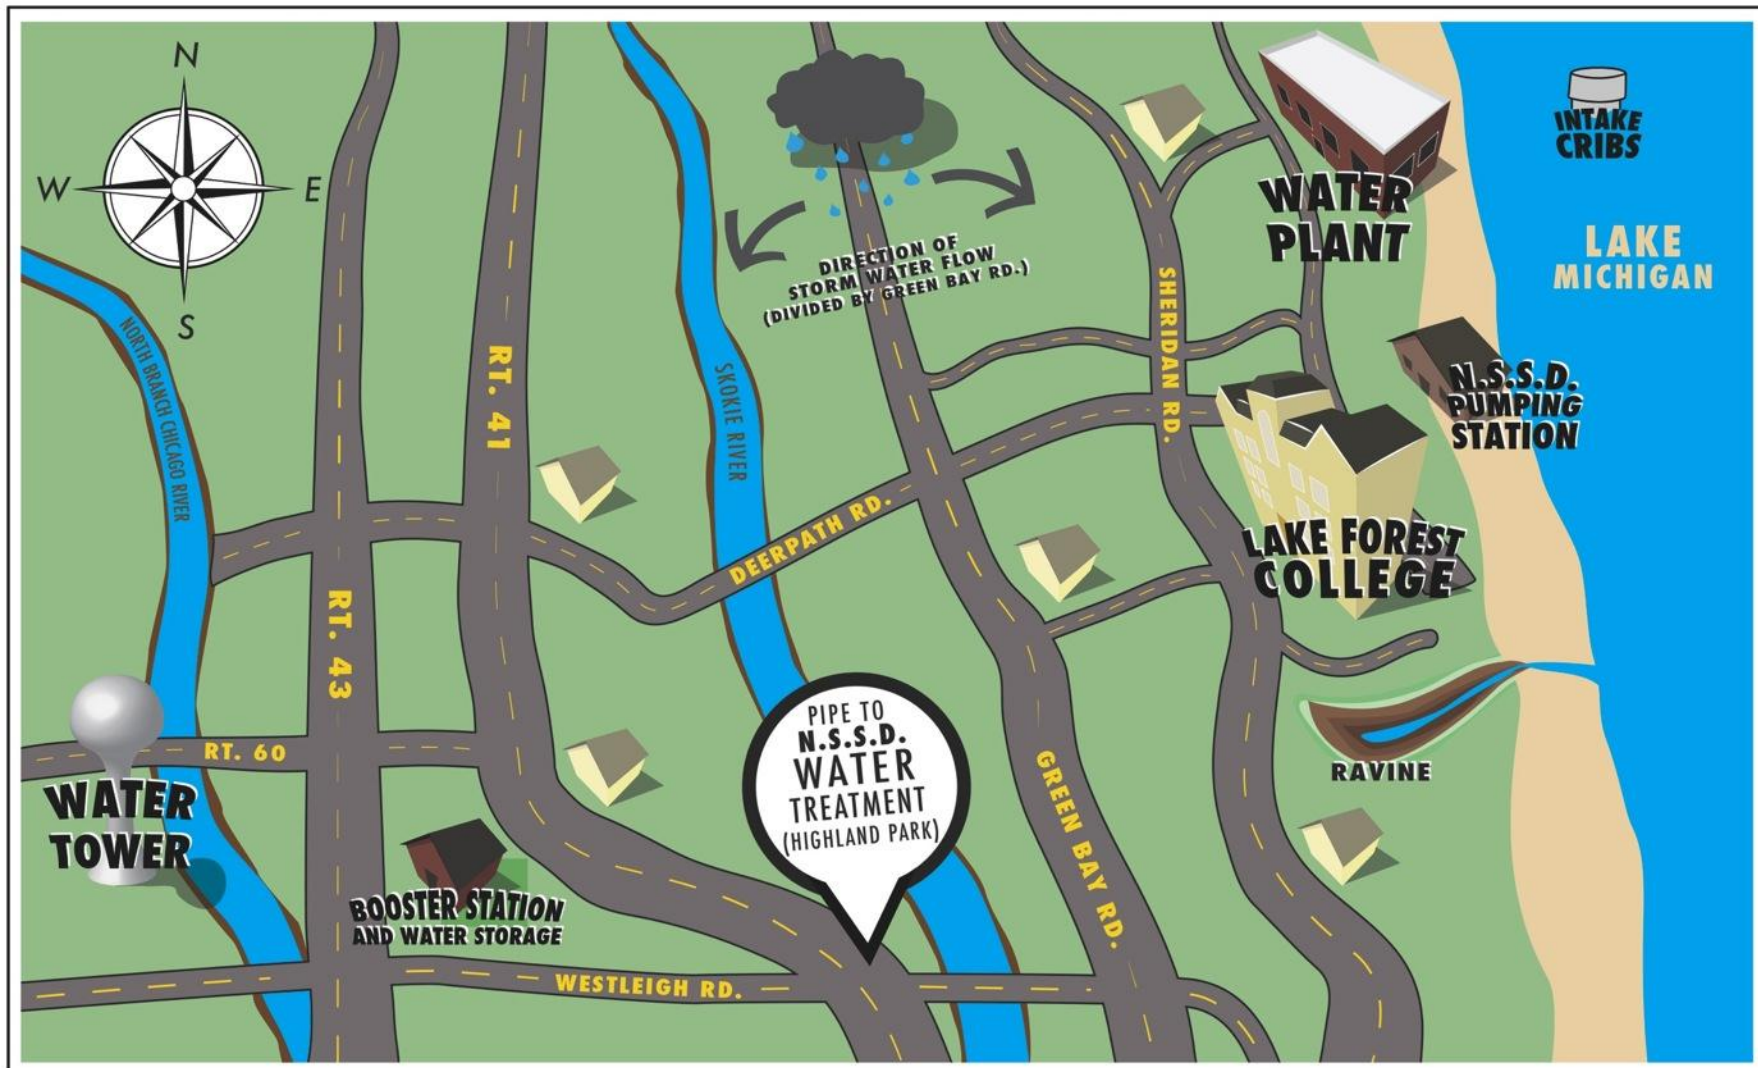 N
W
E
S
INTAKE
CRIBS
WATER
PLANT
LAKE
MICHIGAN
DIRECTION OF
STORM WATER FLOW
(DIVIDED BY GREEN BAY RD.)
SHERIDAN RD.
NORTH BRANCH CHICAGO RIVER
RT. 41
SKOKIE RIVER
N.S.S.D.
PUMPING
STATION
DEERPATH RD.
LAKE FOREST
COLLEGE
RT. 43
PIPE TO
N.S.S.D.
WATER
TREATMENT
(HIGHLAND PARK)
RT. 60
GREEN BAY RD.
RAVINE
WATER
TOWER
BOOSTER STATION
AND WATER STORAGE
WESTLEIGH RD.